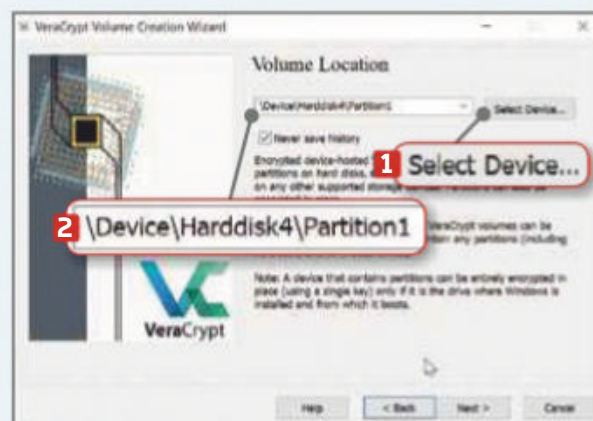 VeraCrypt Volume Creation Wizard
Volume Location
\Device\Harddisk4\Partition1
Select Device...
Never save history
Encrypted device-hosted
1 Select Device...
partitions on hard disks,
on any other supported storage
2 \Device\Harddisk4\Partition1
VeraCrypt volumes can be
any partitions (including
Note: A device that contains partitions can be entirely encrypted in
place (using a single key) only if it is the drive where Windows is
installed and from which it boots.
VeraCrypt
Help
< Back
Next >
Cancel